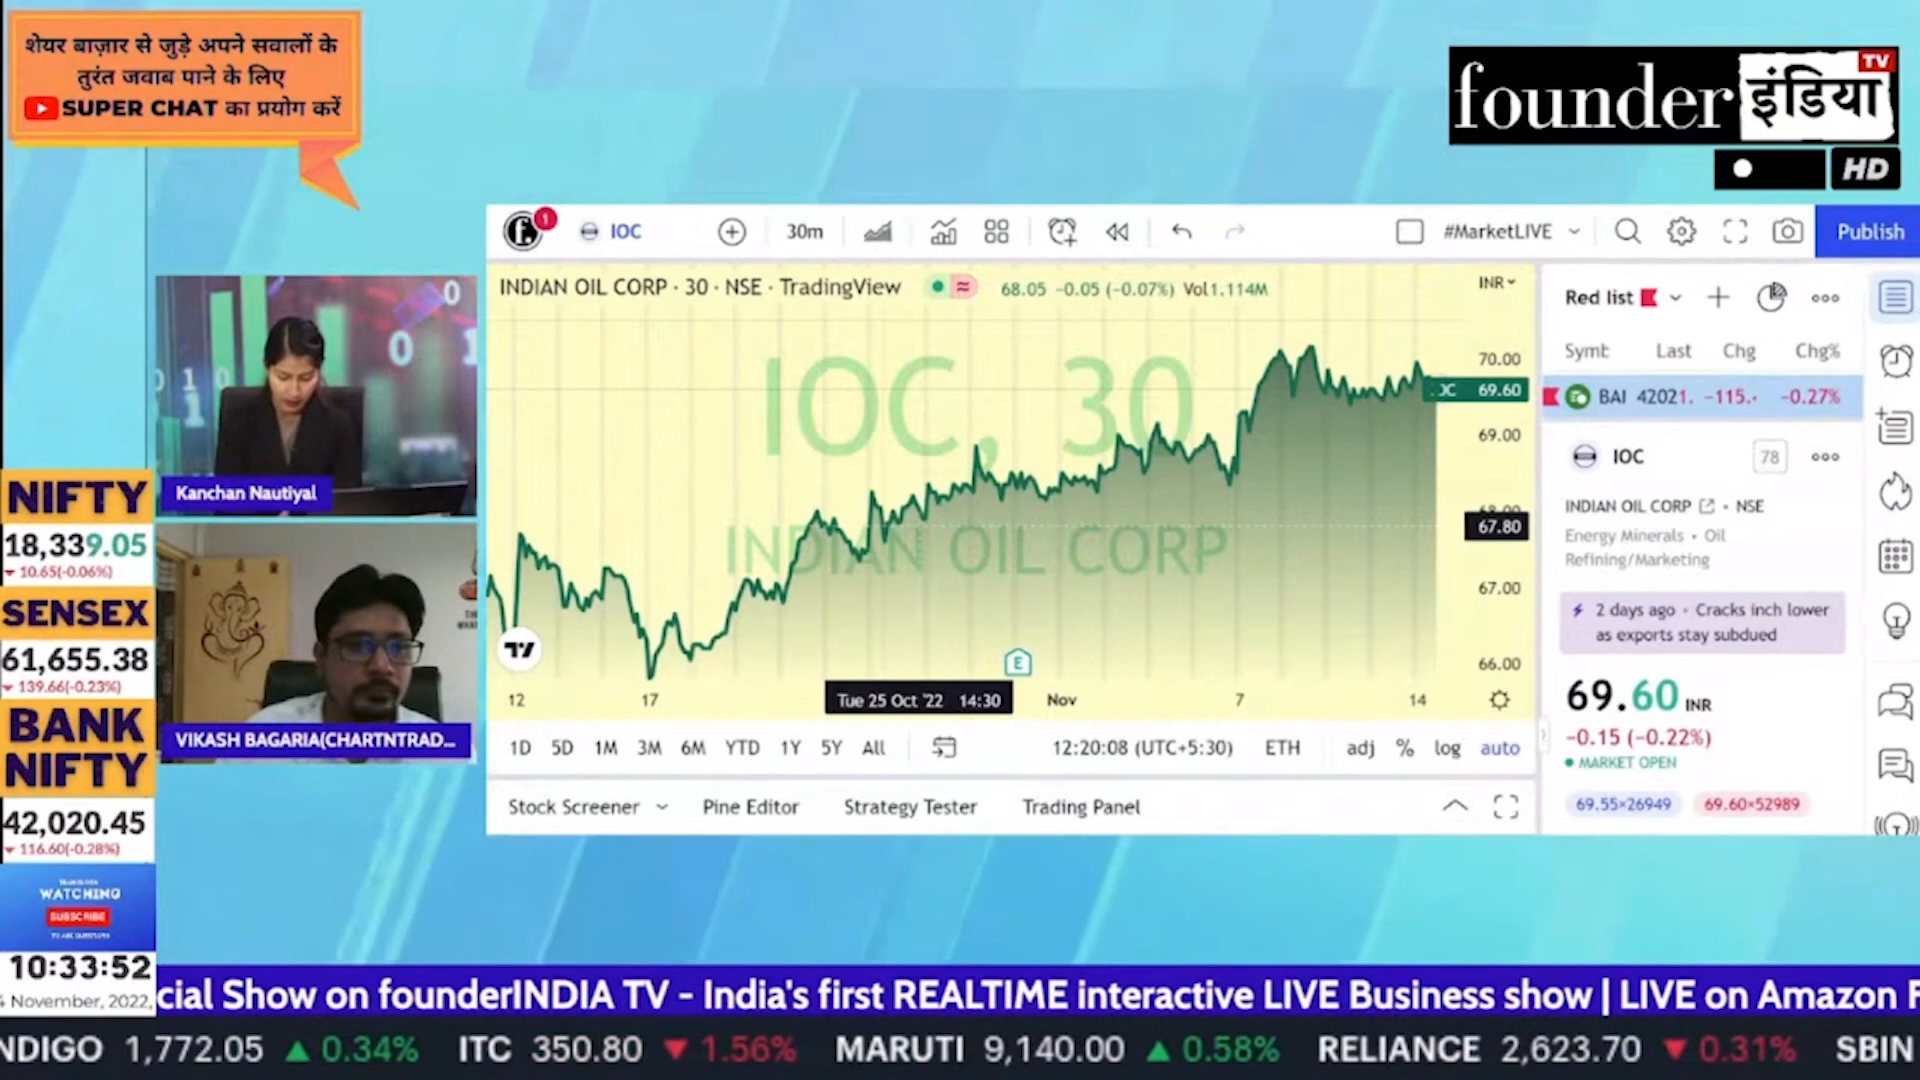 शेयर बाज़ार से जुड़े अपने सवालों के
तुरंत जवाब पाने के लिए
SUPER CHAT का प्रयोग करें
founder इंडिया TV
HD
1
IOC
30m
#MarketLIVE
Publish
INDIAN OIL CORP · 30 · NSE · TradingView
68.05 -0.05 (-0.07%) Vol1.114M
INR
IOC, 30
INDIAN OIL CORP
70.00
69.60
69.00
67.80
67.00
66.00
E
12
17
Tue 25 Oct '22 14:30
Nov
7
14
1D 5D 1M 3M 6M YTD 1Y 5Y All
12:20:08 (UTC+5:30) ETH adj % log auto
Stock Screener Pine Editor Strategy Tester Trading Panel
Red list
Last Chg Chg%
BAI 42021. -115. -0.27%
IOC 78
INDIAN OIL CORP · NSE
Energy Minerals · Oil
Refining/Marketing
2 days ago · Cracks inch lower
as exports stay subdued
69.60 INR
-0.15 (-0.22%)
MARKET OPEN
69.55×26949 69.60×52989
Kanchan Nautiyal
VIKASH BAGARIA(CHARTNTRAD...
NIFTY
18,339.05
10.65(-0.06%)
SENSEX
61,655.38
139.66(-0.23%)
BANK
NIFTY
42,020.45
116.60(-0.28%)
WATCHING
SUBSCRIBE
10:33:52
4 November, 2022,
cial Show on founderINDIA TV - India's first REALTIME interactive LIVE Business show | LIVE on Amazon F
NDIGO 1,772.05 ▲ 0.34% ITC 350.80 ▼ 1.56% MARUTI 9,140.00 ▲ 0.58% RELIANCE 2,623.70 ▼ 0.31% SBIN